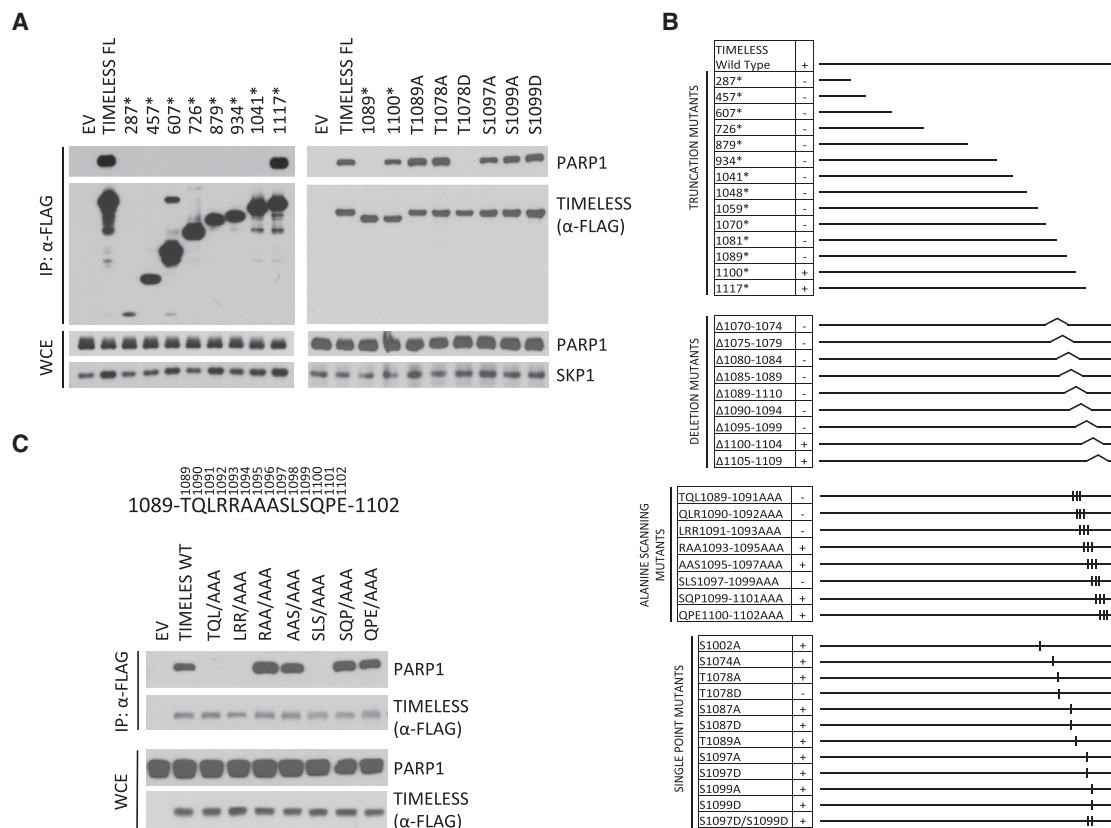 A
EV
TIMELESS FL
287*
457*
607*
726*
879*
934*
1041*
1117*
EV
TIMELESS FL
1089*
1100*
T1089A
T1078A
T1078D
S1097A
S1099A
S1099D
IP: α-FLAG
PARP1
TIMELESS
(α-FLAG)
WCE
PARP1
SKP1
B
TIMELESS
Wild Type +
TRUNCATION MUTANTS
287* -
457* -
607* -
726* -
879* -
934* -
1041* -
1048* -
1059* -
1070* -
1081* -
1089* -
1100* +
1117* +
DELETION MUTANTS
Δ1070-1074 -
Δ1075-1079 -
Δ1080-1084 -
Δ1085-1089 -
Δ1089-1110 -
Δ1090-1094 -
Δ1095-1099 -
Δ1100-1104 +
Δ1105-1109 +
ALANINE SCANNING
MUTANTS
TQL1089-1091AAA -
QLR1090-1092AAA -
LRR1091-1093AAA -
RAA1093-1095AAA +
AAS1095-1097AAA +
SLS1097-1099AAA -
SQP1099-1101AAA +
QPE1100-1102AAA +
SINGLE POINT MUTANTS
S1002A +
S1074A +
T1078A +
T1078D -
S1087A +
S1087D +
T1089A +
S1097A +
S1097D +
S1099A +
S1099D +
S1097D/S1099D +
C
1089
1090
1091
1092
1093
1094
1095
1096
1097
1098
1099
1100
1101
1102
1089-TQLRRAAASLSQPE-1102
EV
TIMELES WT
TQL/AAA
LRR/AAA
RAA/AAA
AAS/AAA
SLS/AAA
SQP/AAA
QPE/AAA
IP: α-FLAG
PARP1
TIMELESS
(α-FLAG)
WCE
PARP1
TIMELESS
(α-FLAG)